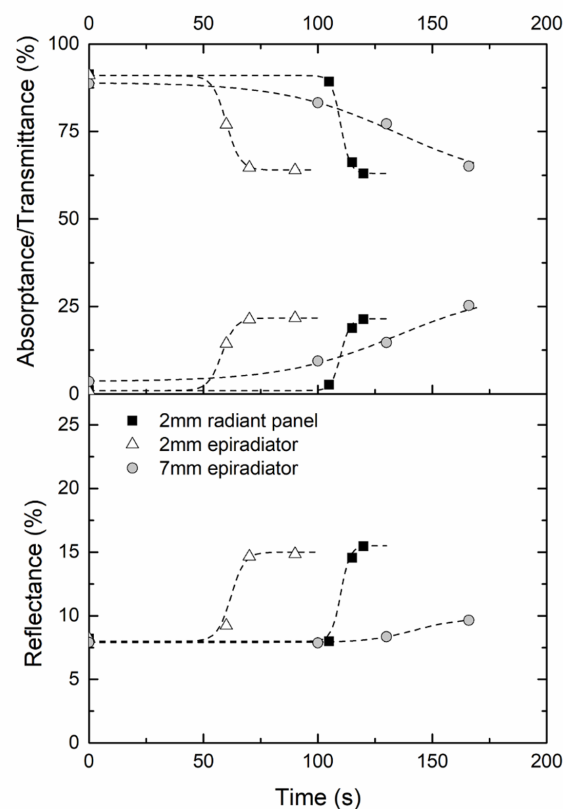 0 50 100 150 200
100
75
50
25
0
Absorptance/Transmittance (%)
2mm radiant panel
2mm epiradiator
7mm epiradiator
25
20
15
10
5
0
Reflectance (%)
0 50 100 150 200
Time (s)